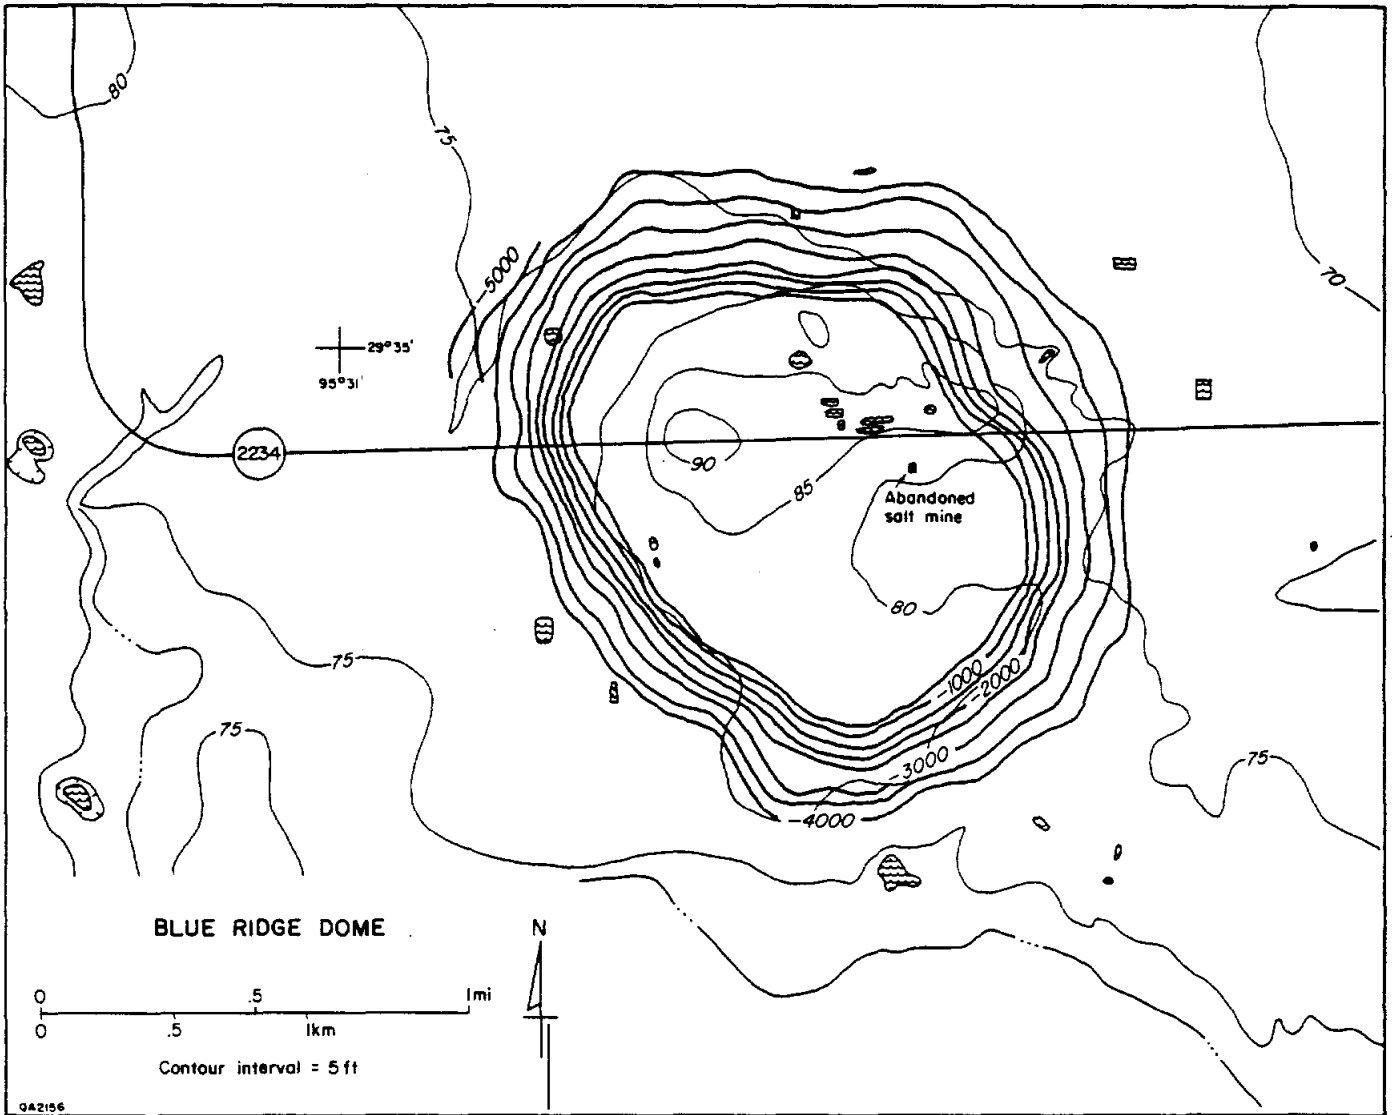 80
75
70
-5000
29°35'
95°31'
2234
90
85
Abandoned
salt mine
80
75
-1000
-2000
75
-3000
75
-4000
BLUE RIDGE DOME
N
0 .5 1mi
0 .5 1km
Contour interval = 5 ft
QA2156